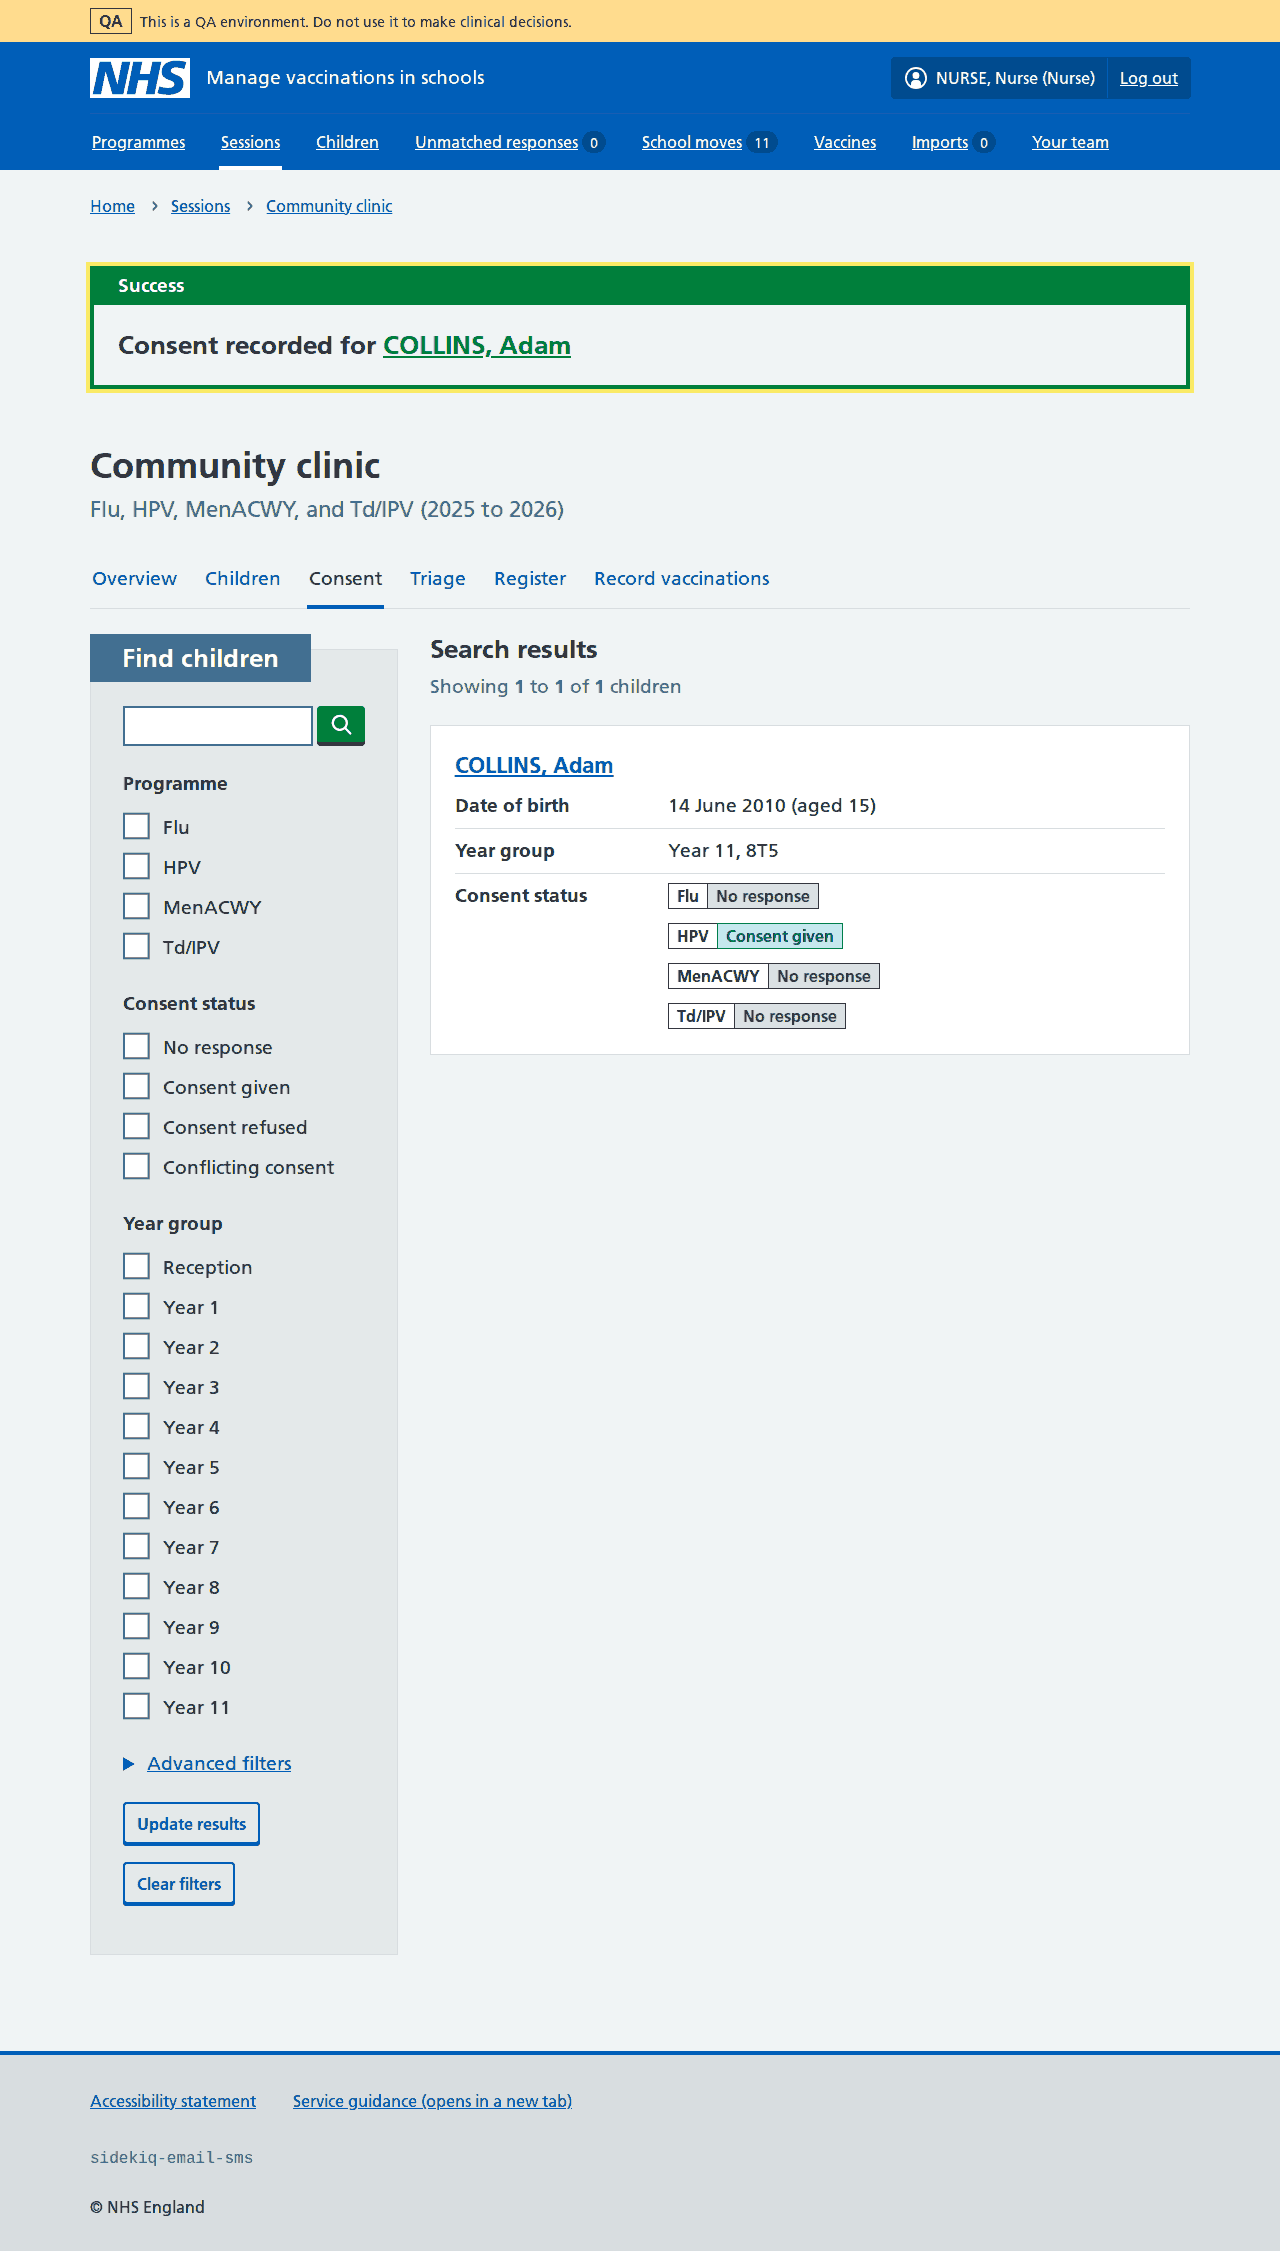 QA This is a QA environment. Do not use it to make clinical decisions.
NHS Manage vaccinations in schools NURSE, Nurse (Nurse) Log out
Programmes Sessions Children Unmatched responses 0 School moves 11 Vaccines Imports 0 Your team
Home Sessions Community clinic
Success
Consent recorded for COLLINS, Adam
Community clinic
Flu, HPV, MenACWY, and Td/IPV (2025 to 2026)
Overview Children Consent Triage Register Record vaccinations
Find children
Programme
Flu
HPV
MenACWY
Td/IPV
Consent status
No response
Consent given
Consent refused
Conflicting consent
Year group
Reception
Year 1
Year 2
Year 3
Year 4
Year 5
Year 6
Year 7
Year 8
Year 9
Year 10
Year 11
Advanced filters
Update results
Clear filters
Search results
Showing 1 to 1 of 1 children
COLLINS, Adam
Date of birth 14 June 2010 (aged 15)
Year group Year 11, 8T5
Consent status Flu No response
HPV Consent given
MenACWY No response
Td/IPV No response
Accessibility statement Service guidance (opens in a new tab)
sidekiq-email-sms
© NHS England